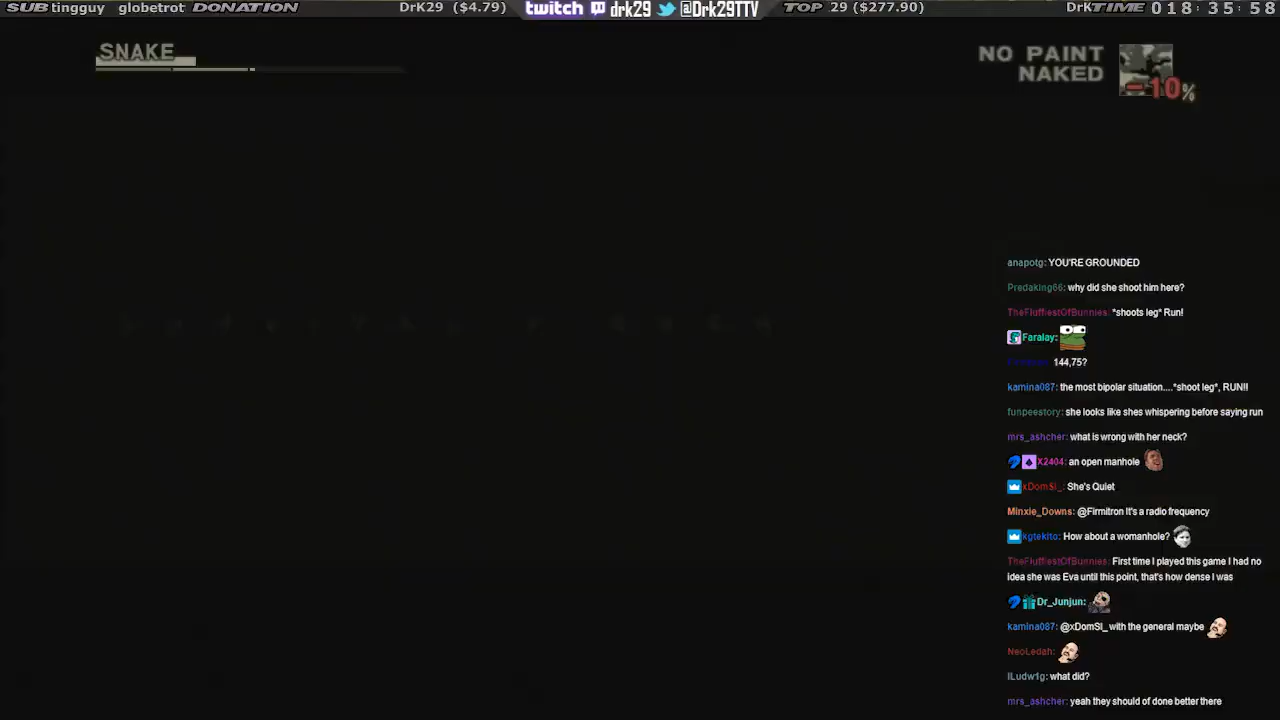 SUB tingguy globetrot DONATION DrK29 ($4.79) twitch drk29 @Drk29TTV TOP 29 ($277.90) DrKTIME 018:35:58
SNAKE
NO PAINT
NAKED
-10%
anapotg: YOU'RE GROUNDED
Predaking66: why did she shoot him here?
TheFluffiestOfBunnies: *shoots leg* Run!
Faralay:
144,75?
kamina087: the most bipolar situation....*shoot leg*, RUN!!
funpeestory: she looks like shes whispering before saying run
mrs_ashcher: what is wrong with her neck?
X2404: an open manhole
xDomSl_: She's Quiet
Minxie_Downs: @Firmitron It's a radio frequency
kgtekito: How about a womanhole?
TheFluffiestOfBunnies: First time I played this game I had no
idea she was Eva until this point, that's how dense I was
Dr_Junjun:
kamina087: @xDomSl_ with the general maybe
NeoLedah:
lLudw1g: what did?
mrs_ashcher: yeah they should of done better there